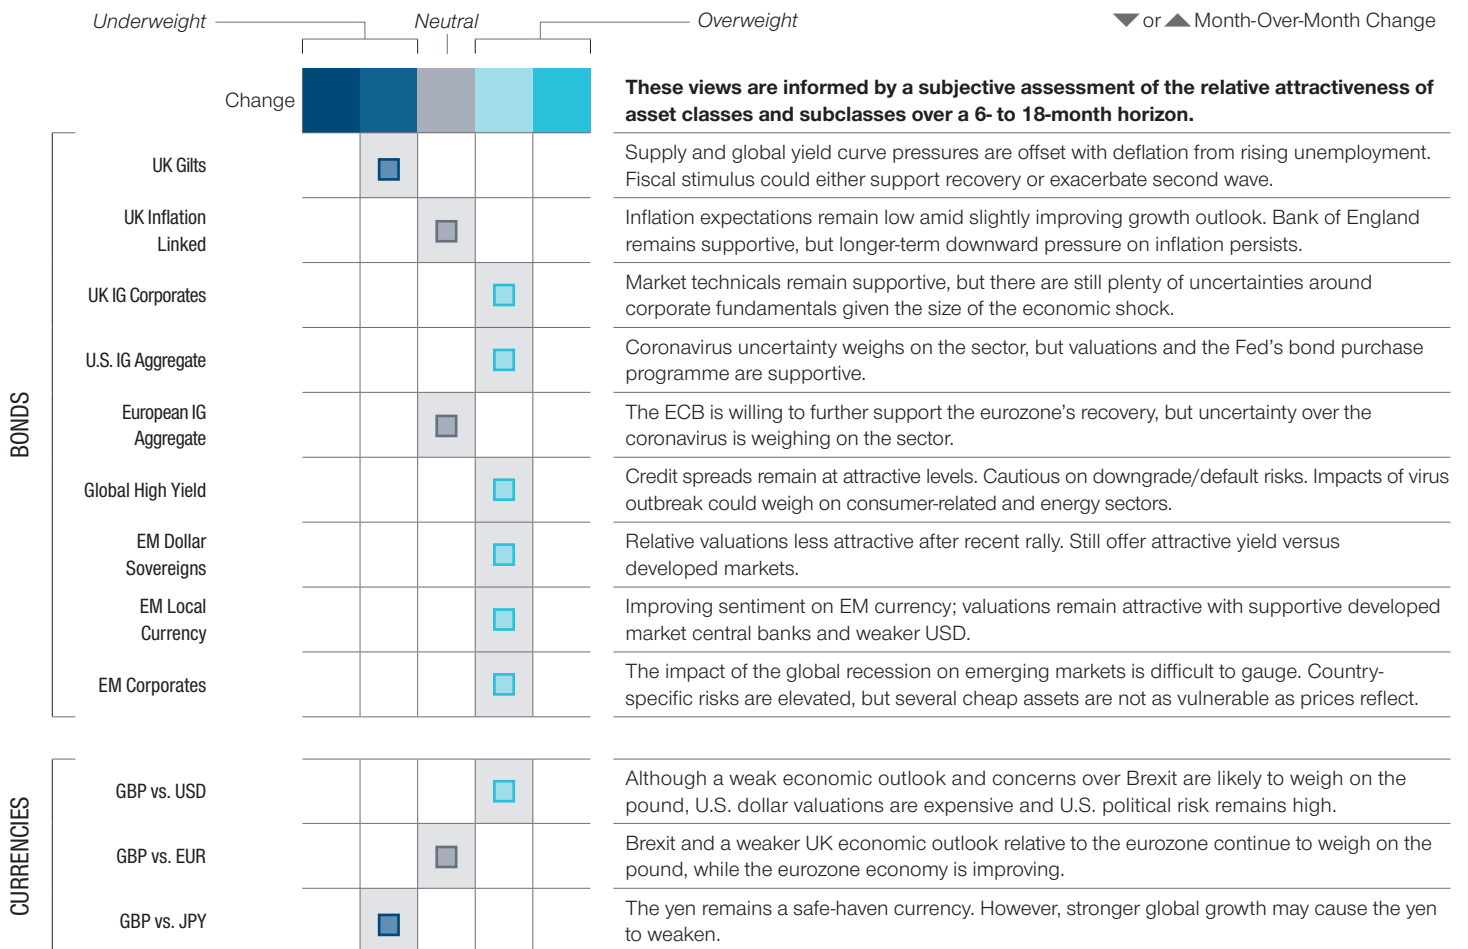 Underweight
Neutral
Overweight
or Month-Over-Month Change
Change
These views are informed by a subjective assessment of the relative attractiveness of
asset classes and subclasses over a 6- to 18-month horizon.
BONDS
UK Gilts
Supply and global yield curve pressures are offset with deflation from rising unemployment.
Fiscal stimulus could either support recovery or exacerbate second wave.
UK Inflation
Linked
Inflation expectations remain low amid slightly improving growth outlook. Bank of England
remains supportive, but longer-term downward pressure on inflation persists.
UK IG Corporates
Market technicals remain supportive, but there are still plenty of uncertainties around
corporate fundamentals given the size of the economic shock.
U.S. IG Aggregate
Coronavirus uncertainty weighs on the sector, but valuations and the Fed's bond purchase
programme are supportive.
European IG
Aggregate
The ECB is willing to further support the eurozone's recovery, but uncertainty over the
coronavirus is weighing on the sector.
Global High Yield
Credit spreads remain at attractive levels. Cautious on downgrade/default risks. Impacts of virus
outbreak could weigh on consumer-related and energy sectors.
EM Dollar
Sovereigns
Relative valuations less attractive after recent rally. Still offer attractive yield versus
developed markets.
EM Local
Currency
Improving sentiment on EM currency; valuations remain attractive with supportive developed
market central banks and weaker USD.
EM Corporates
The impact of the global recession on emerging markets is difficult to gauge. Country-
specific risks are elevated, but several cheap assets are not as vulnerable as prices reflect.
CURRENCIES
GBP vs. USD
Although a weak economic outlook and concerns over Brexit are likely to weigh on the
pound, U.S. dollar valuations are expensive and U.S. political risk remains high.
GBP vs. EUR
Brexit and a weaker UK economic outlook relative to the eurozone continue to weigh on the
pound, while the eurozone economy is improving.
GBP vs. JPY
The yen remains a safe-haven currency. However, stronger global growth may cause the yen
to weaken.